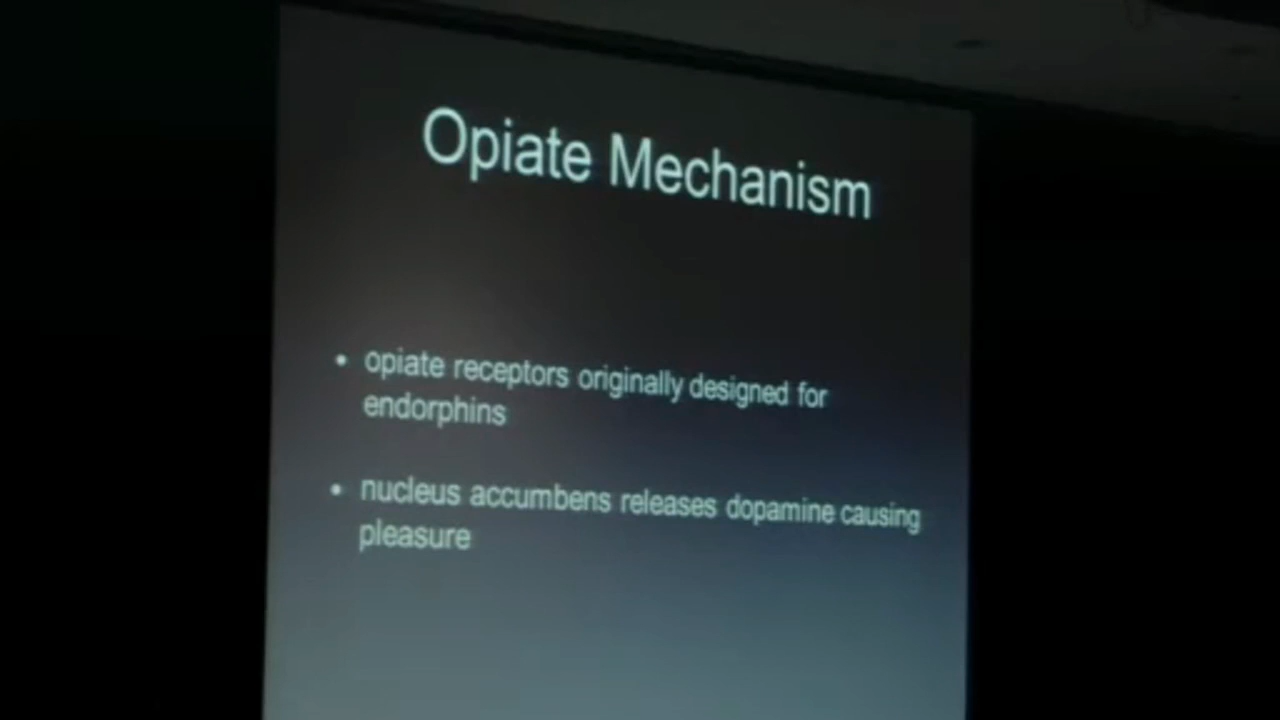 Opiate Mechanism
• opiate receptors originally designed for
endorphins
• nucleus accumbens releases dopamine causing
pleasure